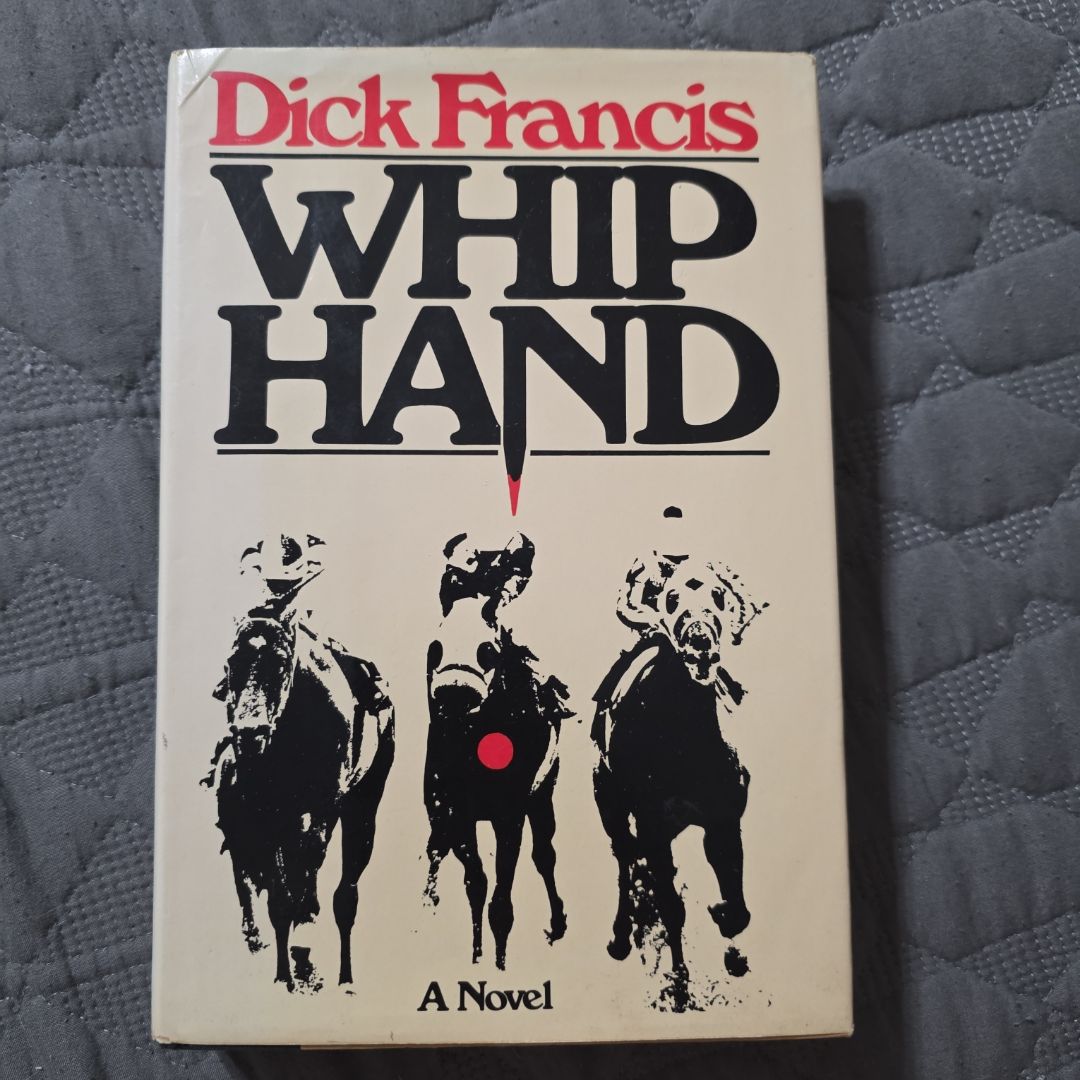 Dick Francis
WHIP
HAND
A Novel